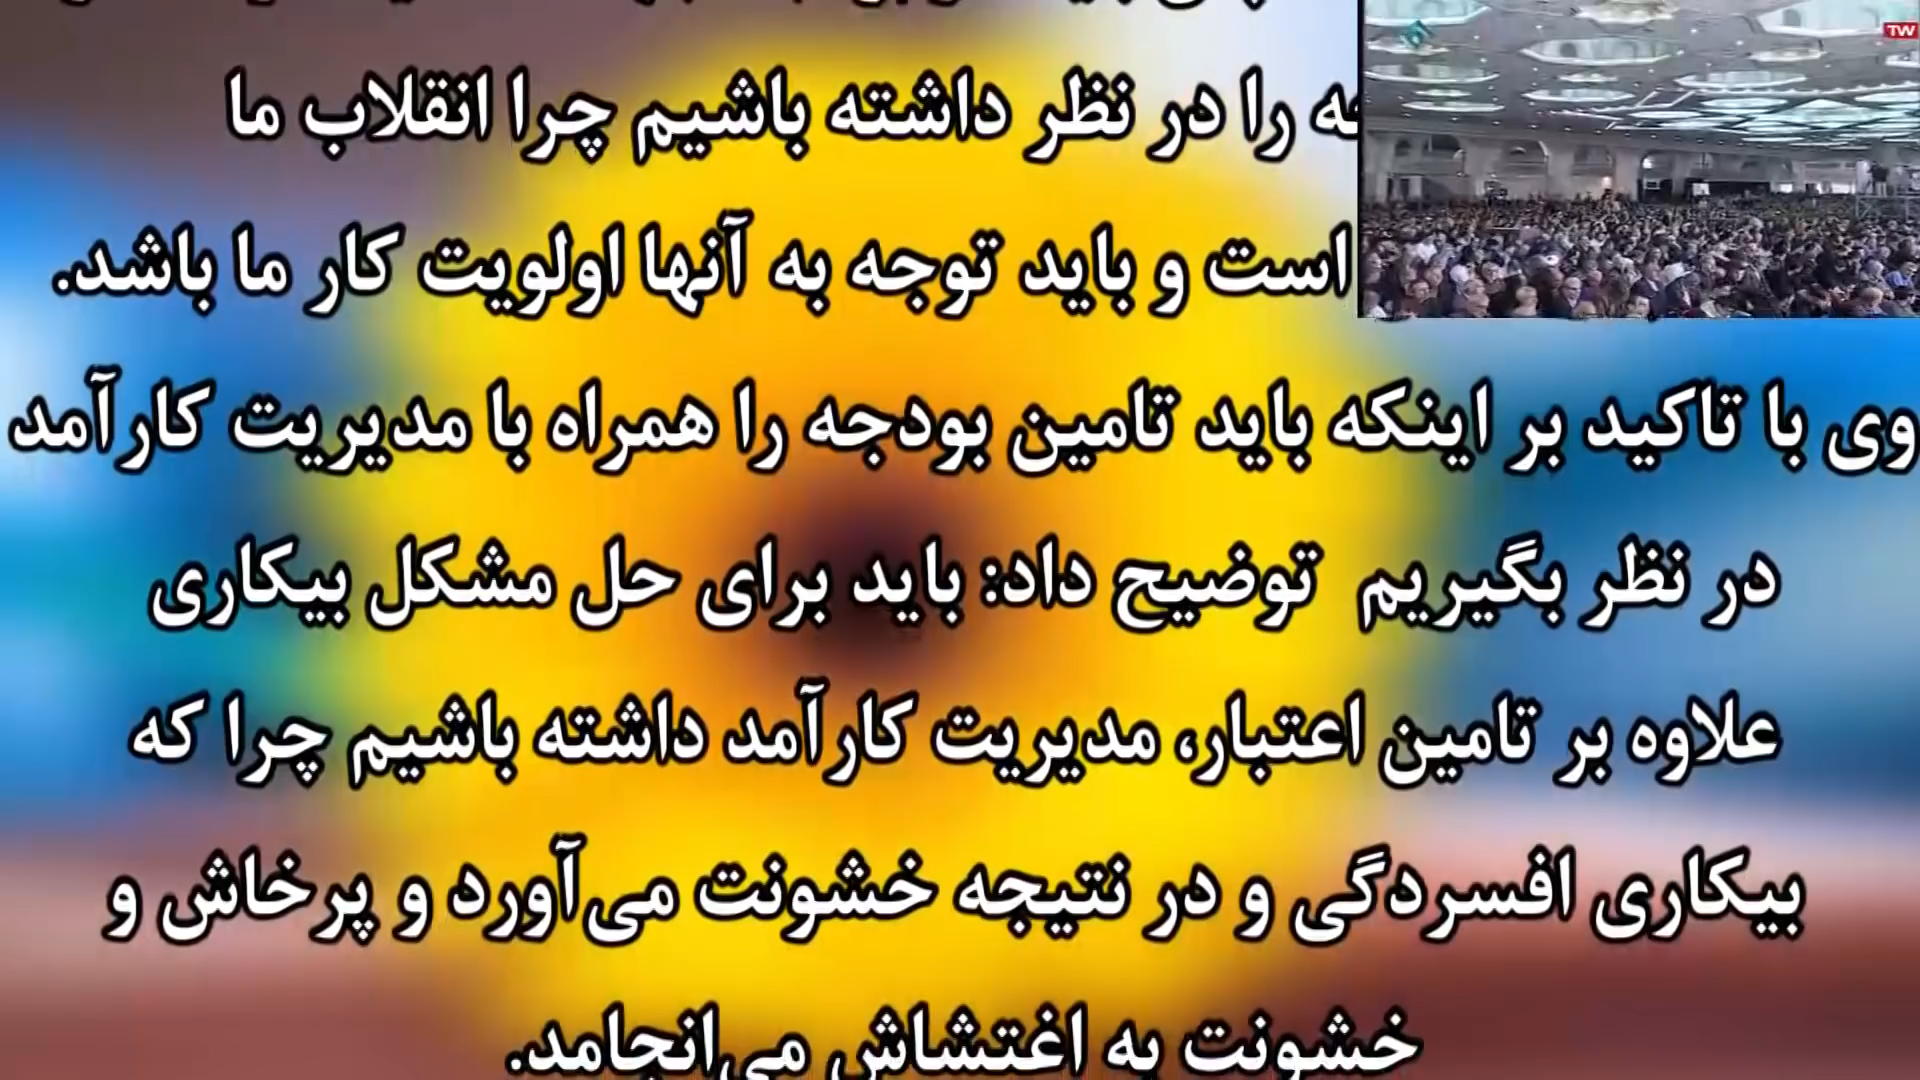 را در نظر داشته باشیم چرا انقلاب ما
است و باید توجه به آنها اولویت کار ما باشد.
وی با تاکید بر اینکه باید تامین بودجه را همراه با مدیریت کارآمد
در نظر بگیریم توضیح داد: باید برای حل مشکل بیکاری
علاوه بر تامین اعتبار، مدیریت کارآمد داشته باشیم چرا که
بیکاری افسردگی و در نتیجه خشونت می‌آورد و پرخاش و
خشونت به اغتشاش می‌انجامد.
TW